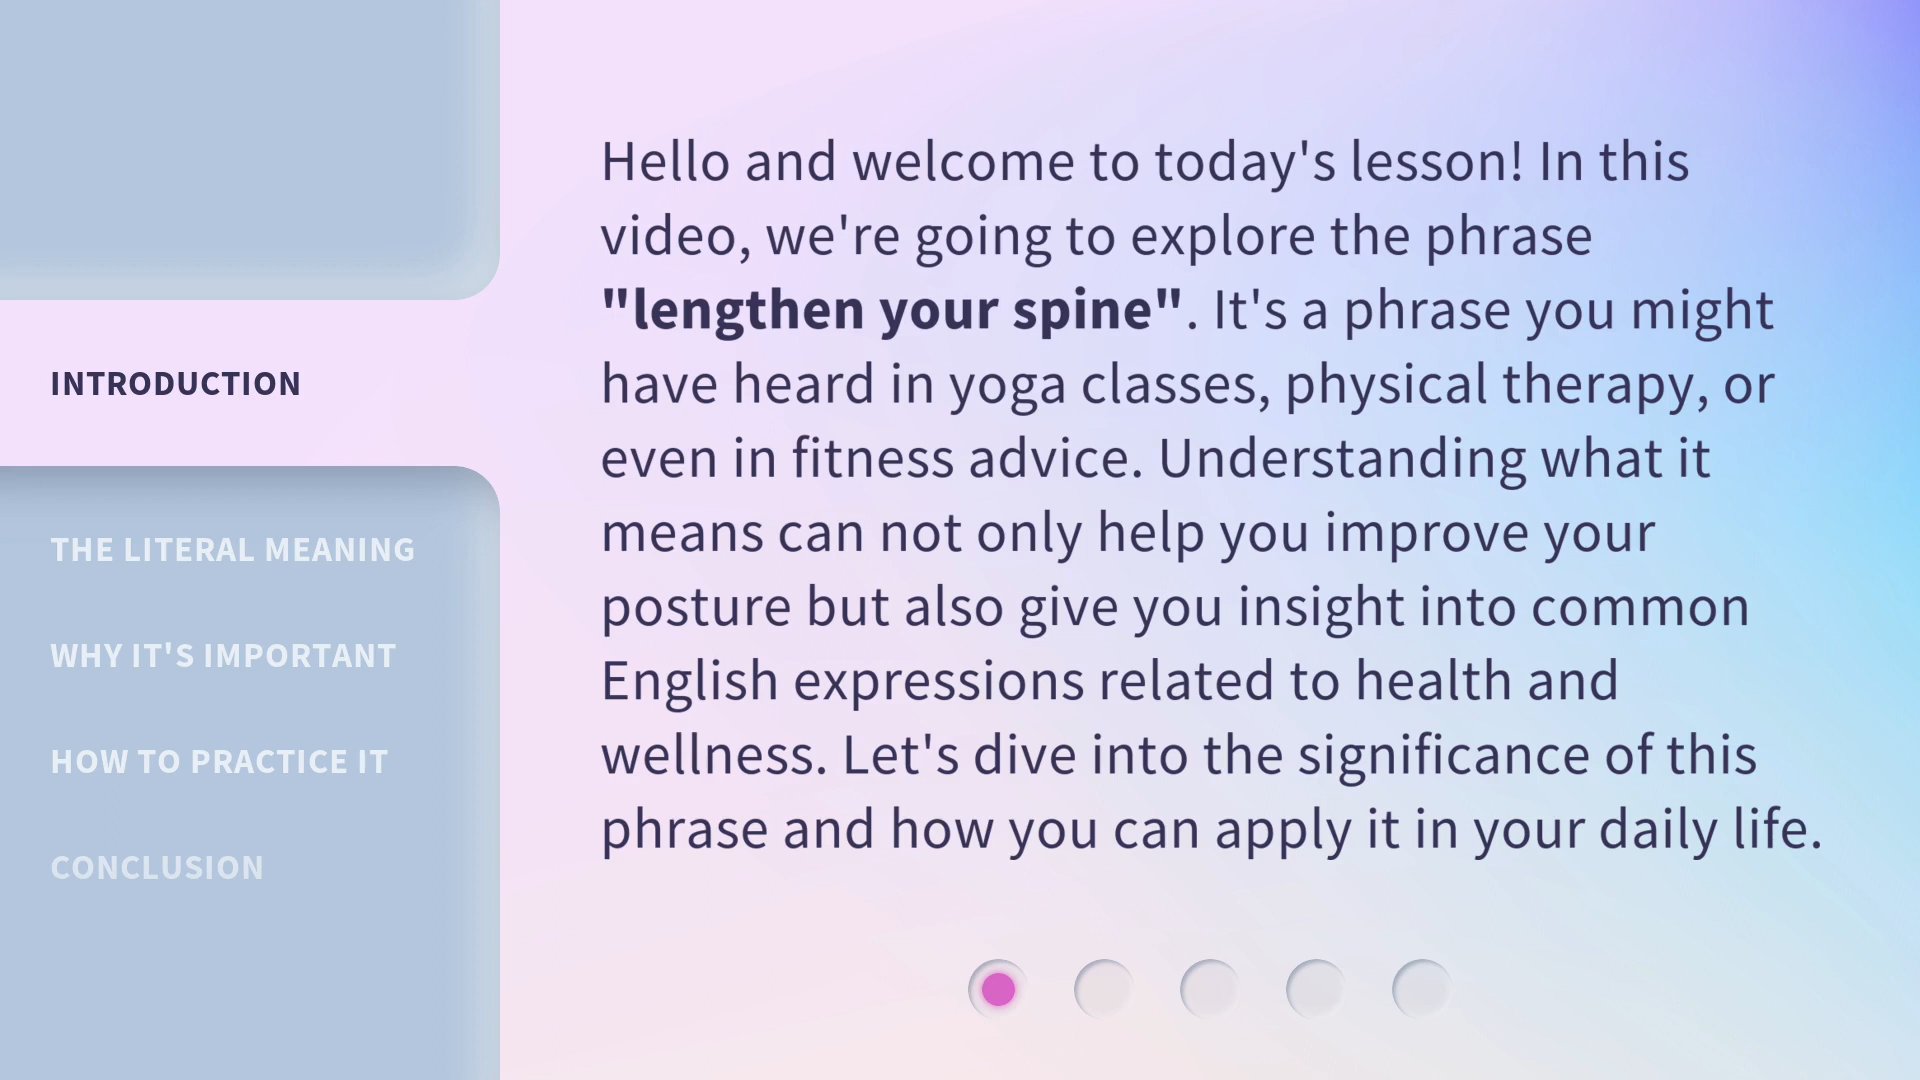 INTRODUCTION
THE LITERAL MEANING
WHY IT'S IMPORTANT
HOW TO PRACTICE IT
CONCLUSION
Hello and welcome to today's lesson! In this
video, we're going to explore the phrase
"lengthen your spine". It's a phrase you might
have heard in yoga classes, physical therapy, or
even in fitness advice. Understanding what it
means can not only help you improve your
posture but also give you insight into common
English expressions related to health and
wellness. Let's dive into the significance of this
phrase and how you can apply it in your daily life.